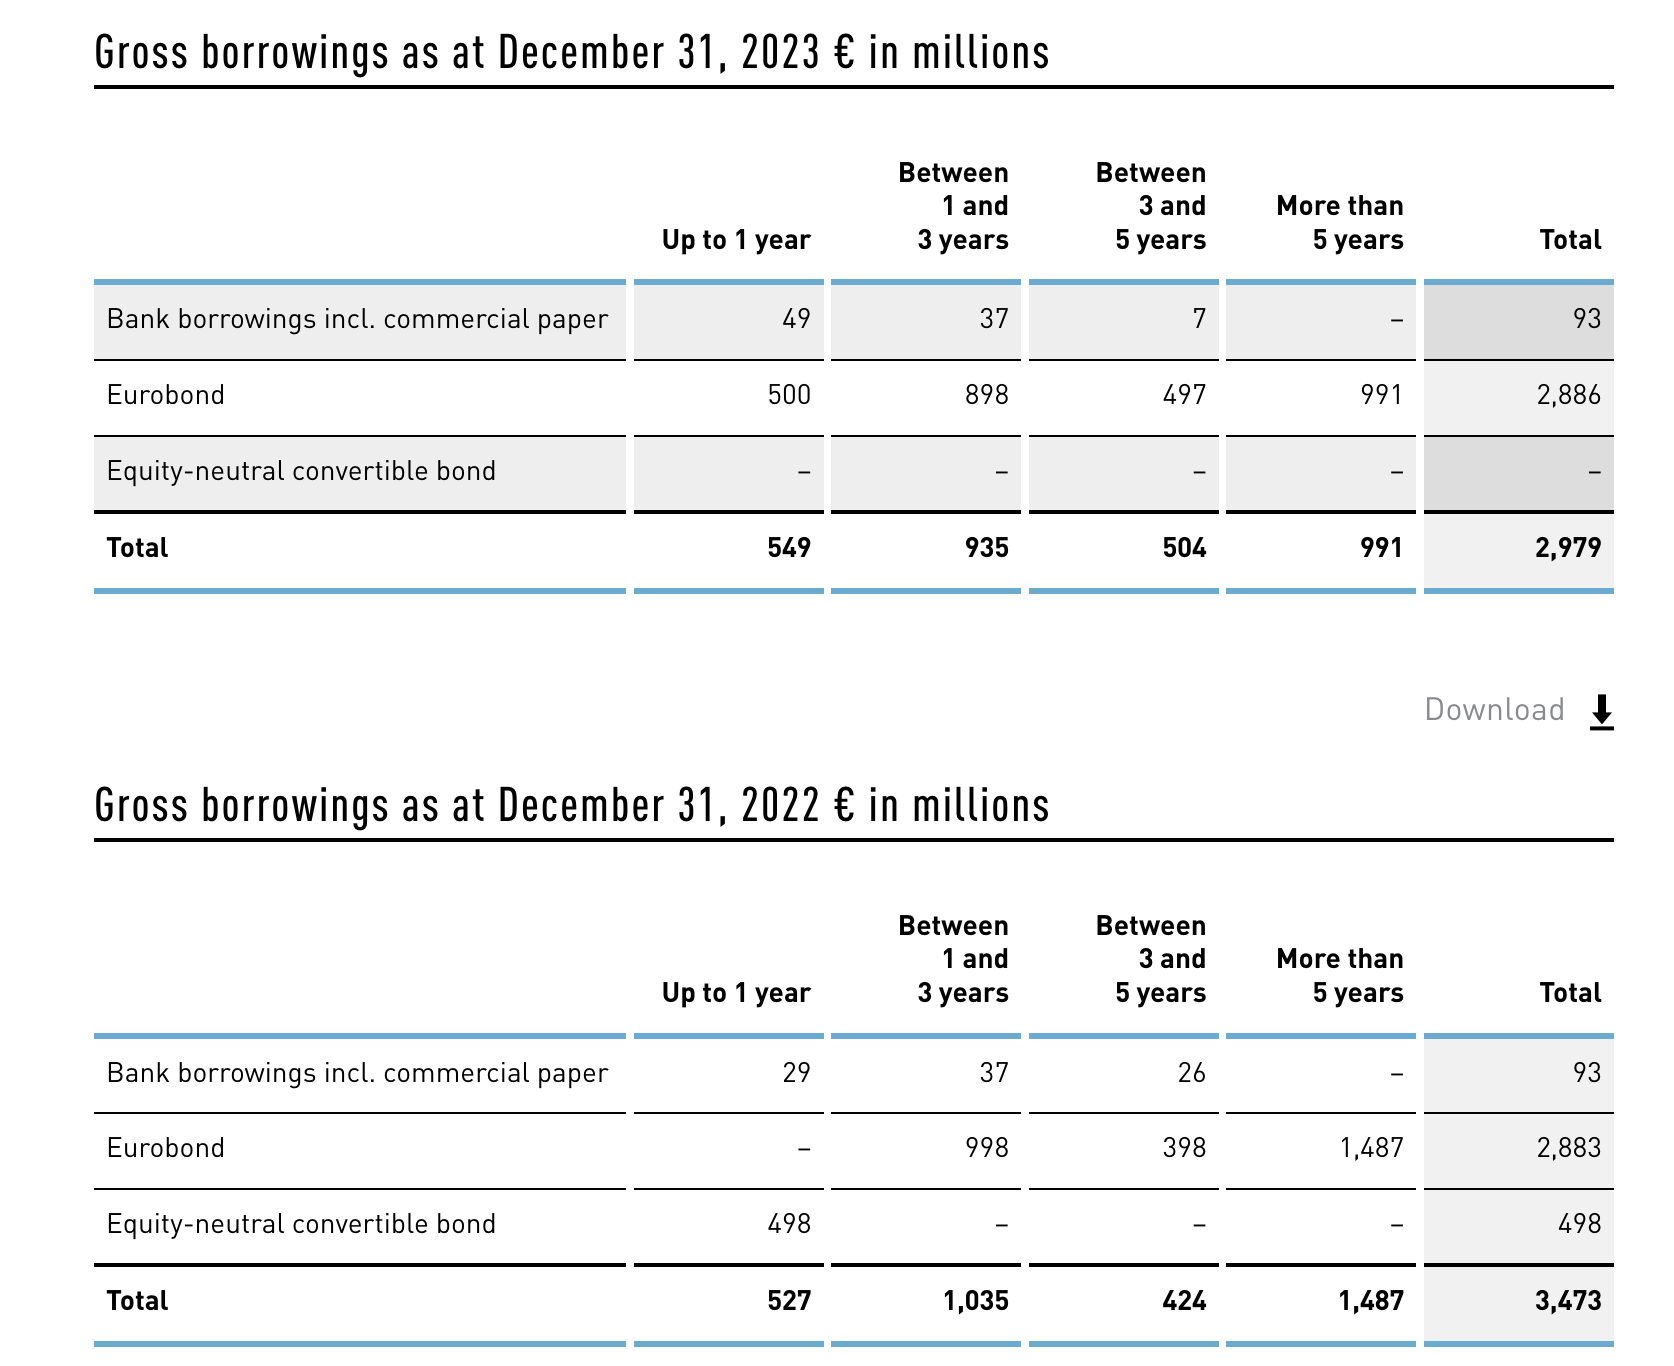 Gross borrowings as at December 31, 2023 € in millions
Up to 1 year Between 1 and 3 years Between 3 and 5 years More than 5 years Total
Bank borrowings incl. commercial paper 49 37 7 – 93
Eurobond 500 898 497 991 2,886
Equity-neutral convertible bond – – – – –
Total 549 935 504 991 2,979
Download
Gross borrowings as at December 31, 2022 € in millions
Up to 1 year Between 1 and 3 years Between 3 and 5 years More than 5 years Total
Bank borrowings incl. commercial paper 29 37 26 – 93
Eurobond – 998 398 1,487 2,883
Equity-neutral convertible bond 498 – – – 498
Total 527 1,035 424 1,487 3,473